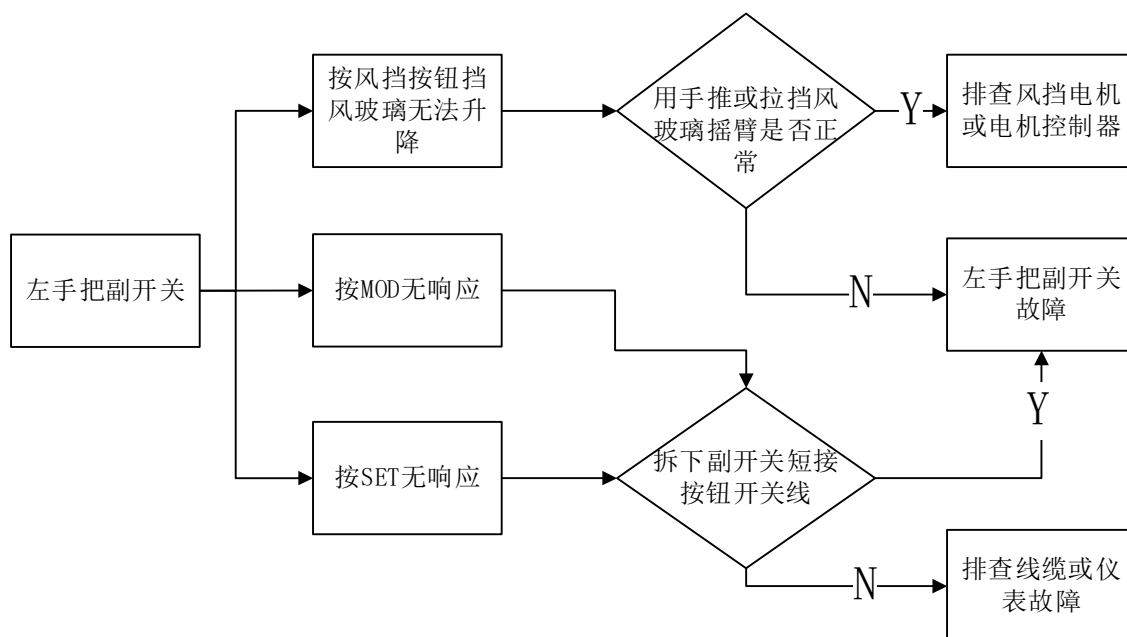 左手把副开关
按风挡按钮挡
风玻璃无法升
降
用手推或拉挡风
玻璃摇臂是否正
常
Y
排查风挡电机
或电机控制器
按MOD无响应
N
左手把副开关
故障
按SET无响应
拆下副开关短接
按钮开关线
Y
N
排查线缆或仪
表故障